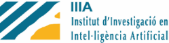 IIIA
Institut d'Investigació en
Intel·ligència Artificial